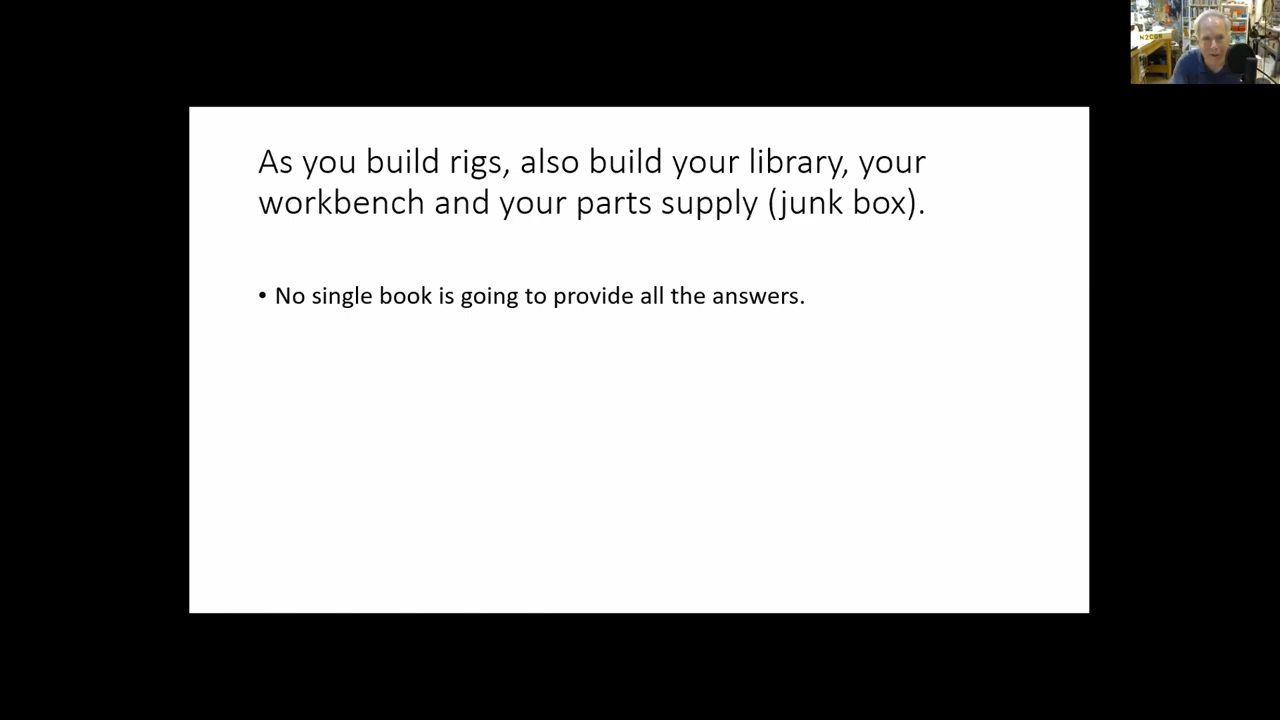 As you build rigs, also build your library, your
workbench and your parts supply (junk box).
• No single book is going to provide all the answers.